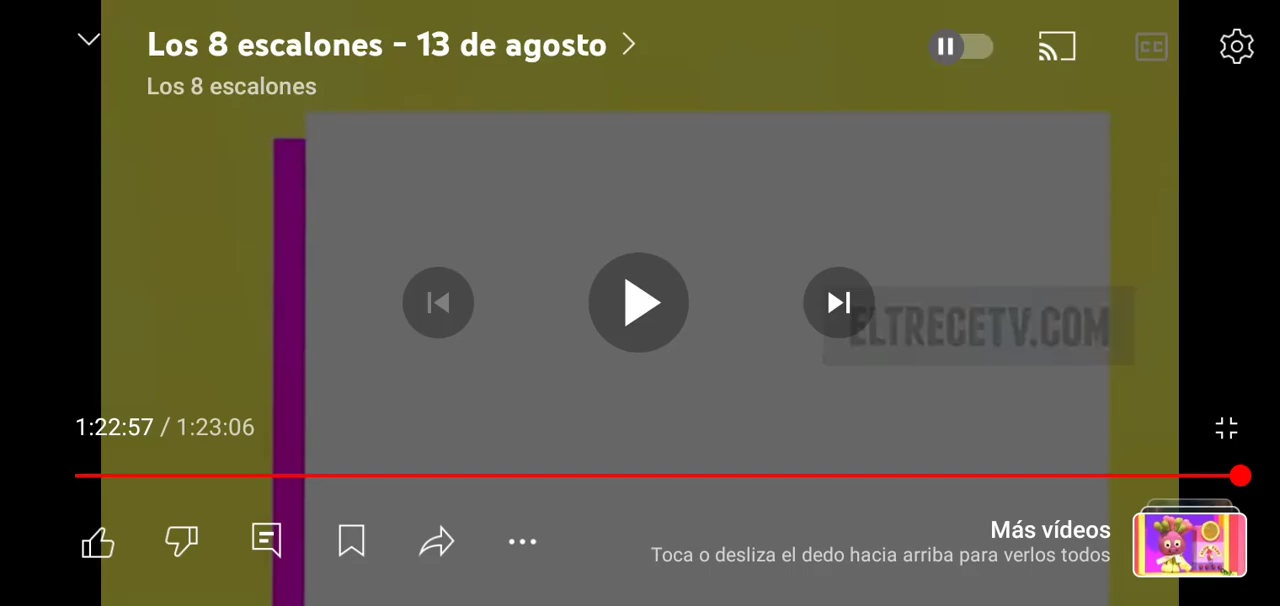 Los 8 escalones - 13 de agosto
Los 8 escalones
CC
ELTRECETV.COM
1:22:57 / 1:23:06
Más vídeos
Toca o desliza el dedo hacia arriba para verlos todos